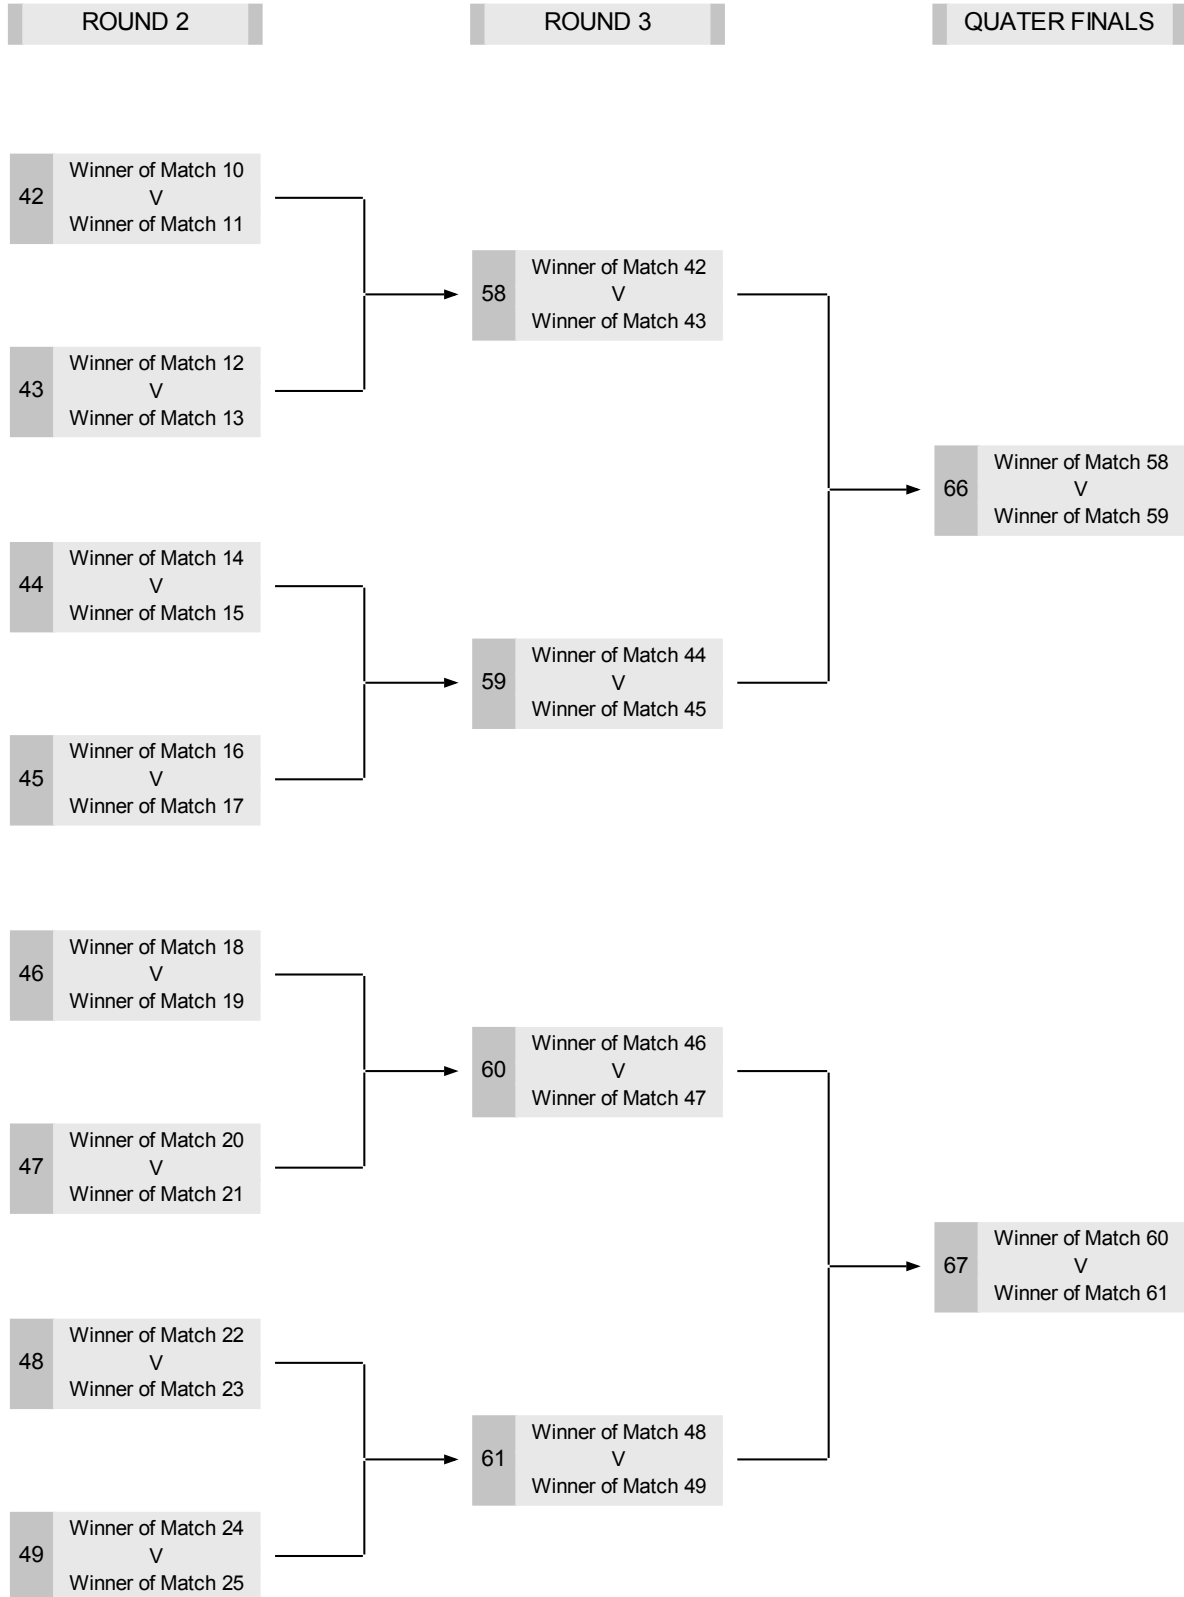 ROUND 2
ROUND 3
QUATER FINALS
42
Winner of Match 10
V
Winner of Match 11
43
Winner of Match 12
V
Winner of Match 13
44
Winner of Match 14
V
Winner of Match 15
45
Winner of Match 16
V
Winner of Match 17
46
Winner of Match 18
V
Winner of Match 19
47
Winner of Match 20
V
Winner of Match 21
48
Winner of Match 22
V
Winner of Match 23
49
Winner of Match 24
V
Winner of Match 25
58
Winner of Match 42
V
Winner of Match 43
59
Winner of Match 44
V
Winner of Match 45
60
Winner of Match 46
V
Winner of Match 47
61
Winner of Match 48
V
Winner of Match 49
66
Winner of Match 58
V
Winner of Match 59
67
Winner of Match 60
V
Winner of Match 61